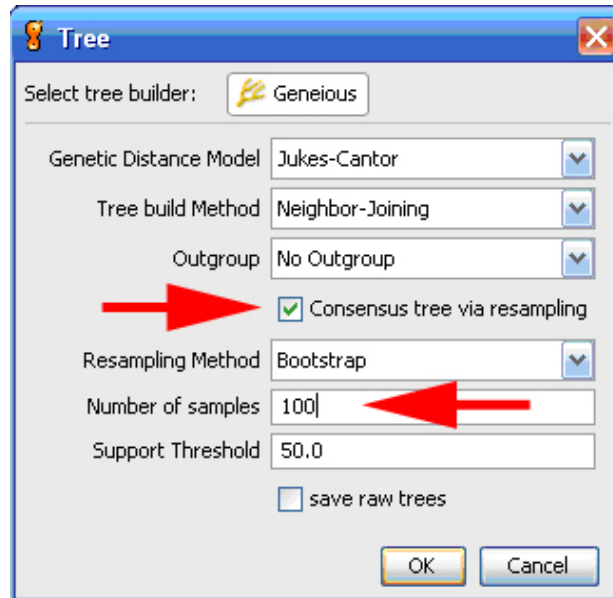 Tree
Select tree builder: Geneious
Genetic Distance Model Jukes-Cantor
Tree build Method Neighbor-Joining
Outgroup No Outgroup
Consensus tree via resampling
Resampling Method Bootstrap
Number of samples 100
Support Threshold 50.0
save raw trees
OK Cancel